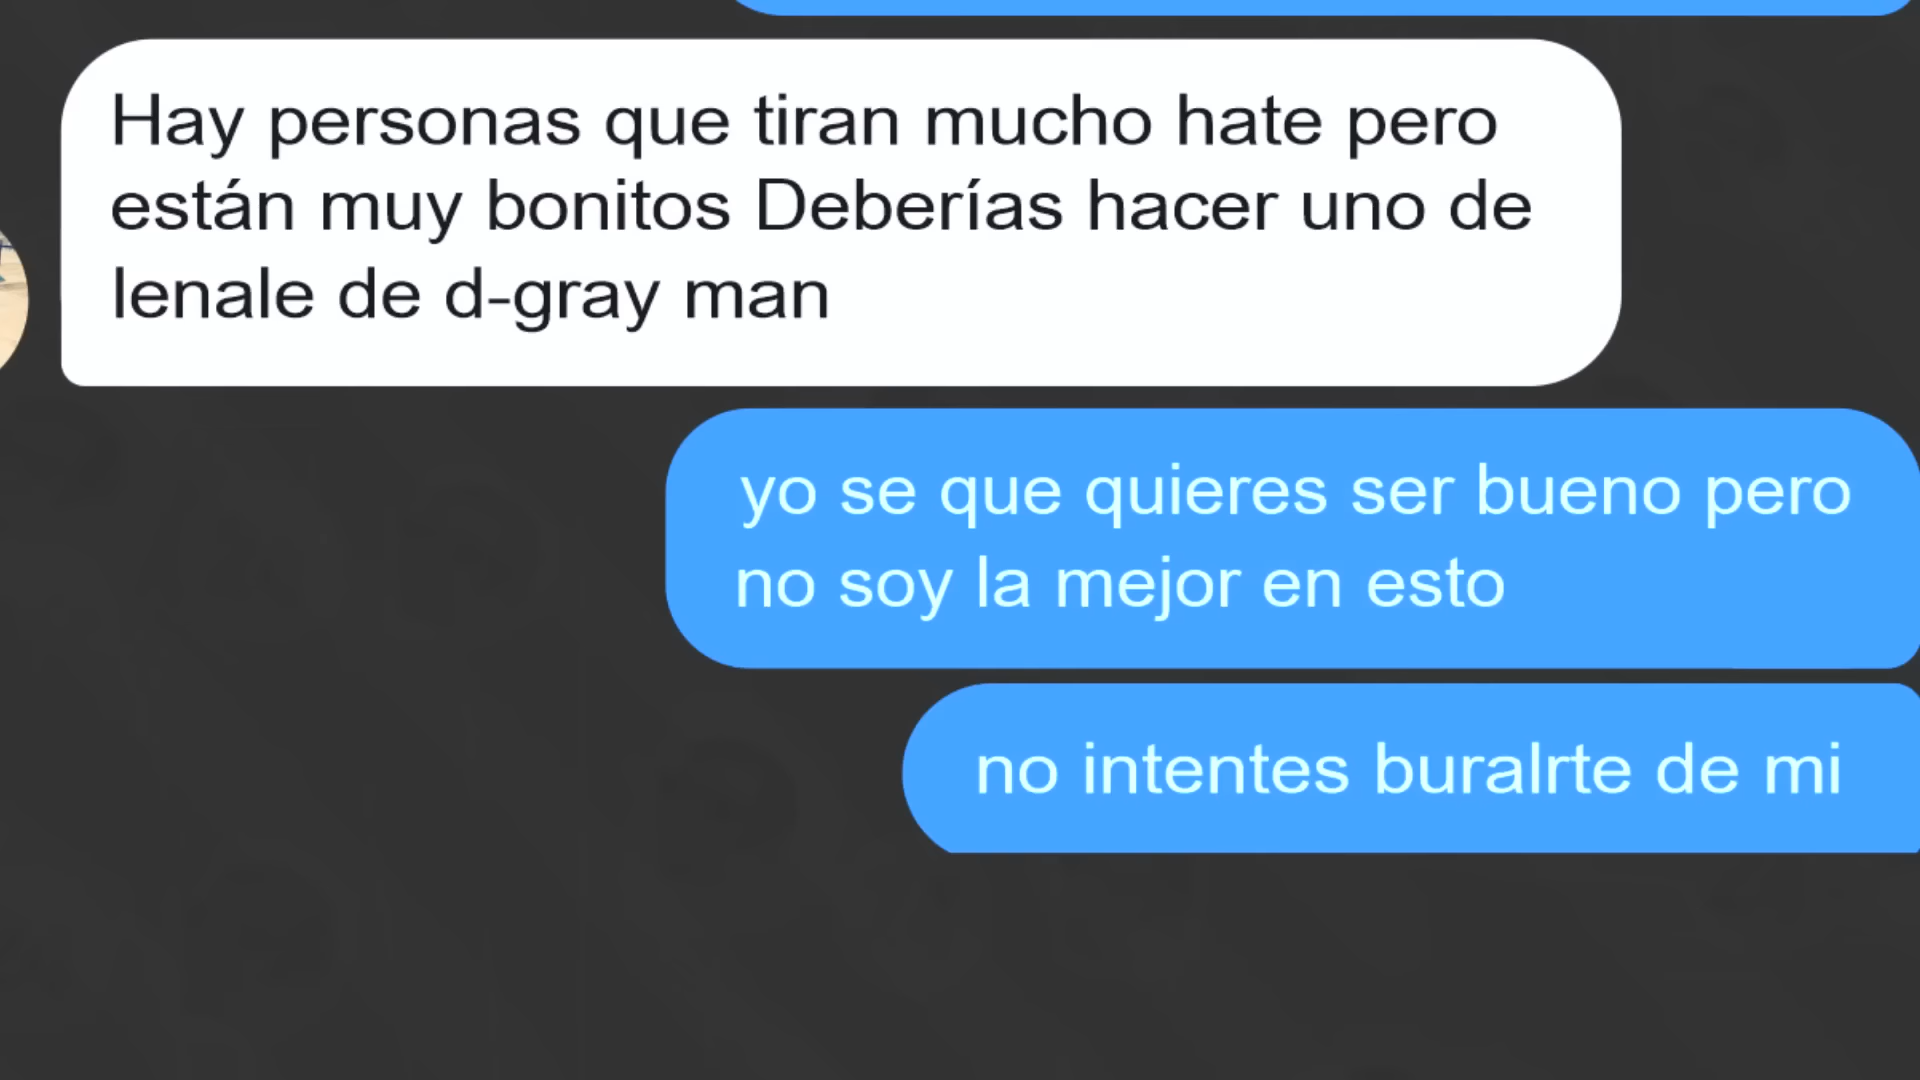 Hay personas que tiran mucho hate pero
están muy bonitos Deberías hacer uno de
lenale de d-gray man
yo se que quieres ser bueno pero
no soy la mejor en esto
no intentes buralrte de mi